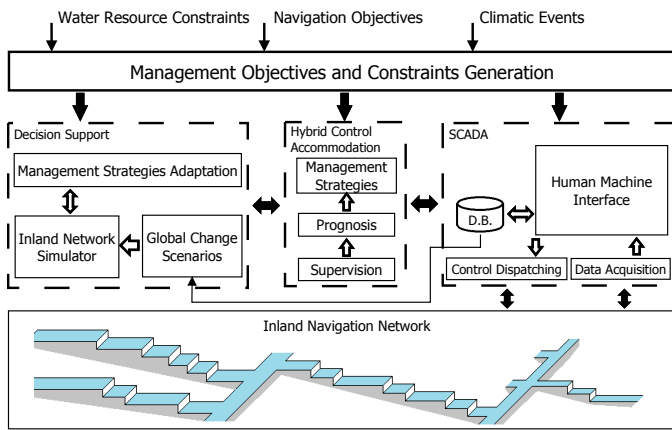 Water Resource Constraints
Navigation Objectives
Climatic Events
Management Objectives and Constraints Generation
Decision Support
Management Strategies Adaptation
Inland Network
Simulator
Global Change
Scenarios
Hybrid Control
Accommodation
Management
Strategies
Prognosis
Supervision
SCADA
Human Machine
Interface
D.B.
Control Dispatching
Data Acquisition
Inland Navigation Network